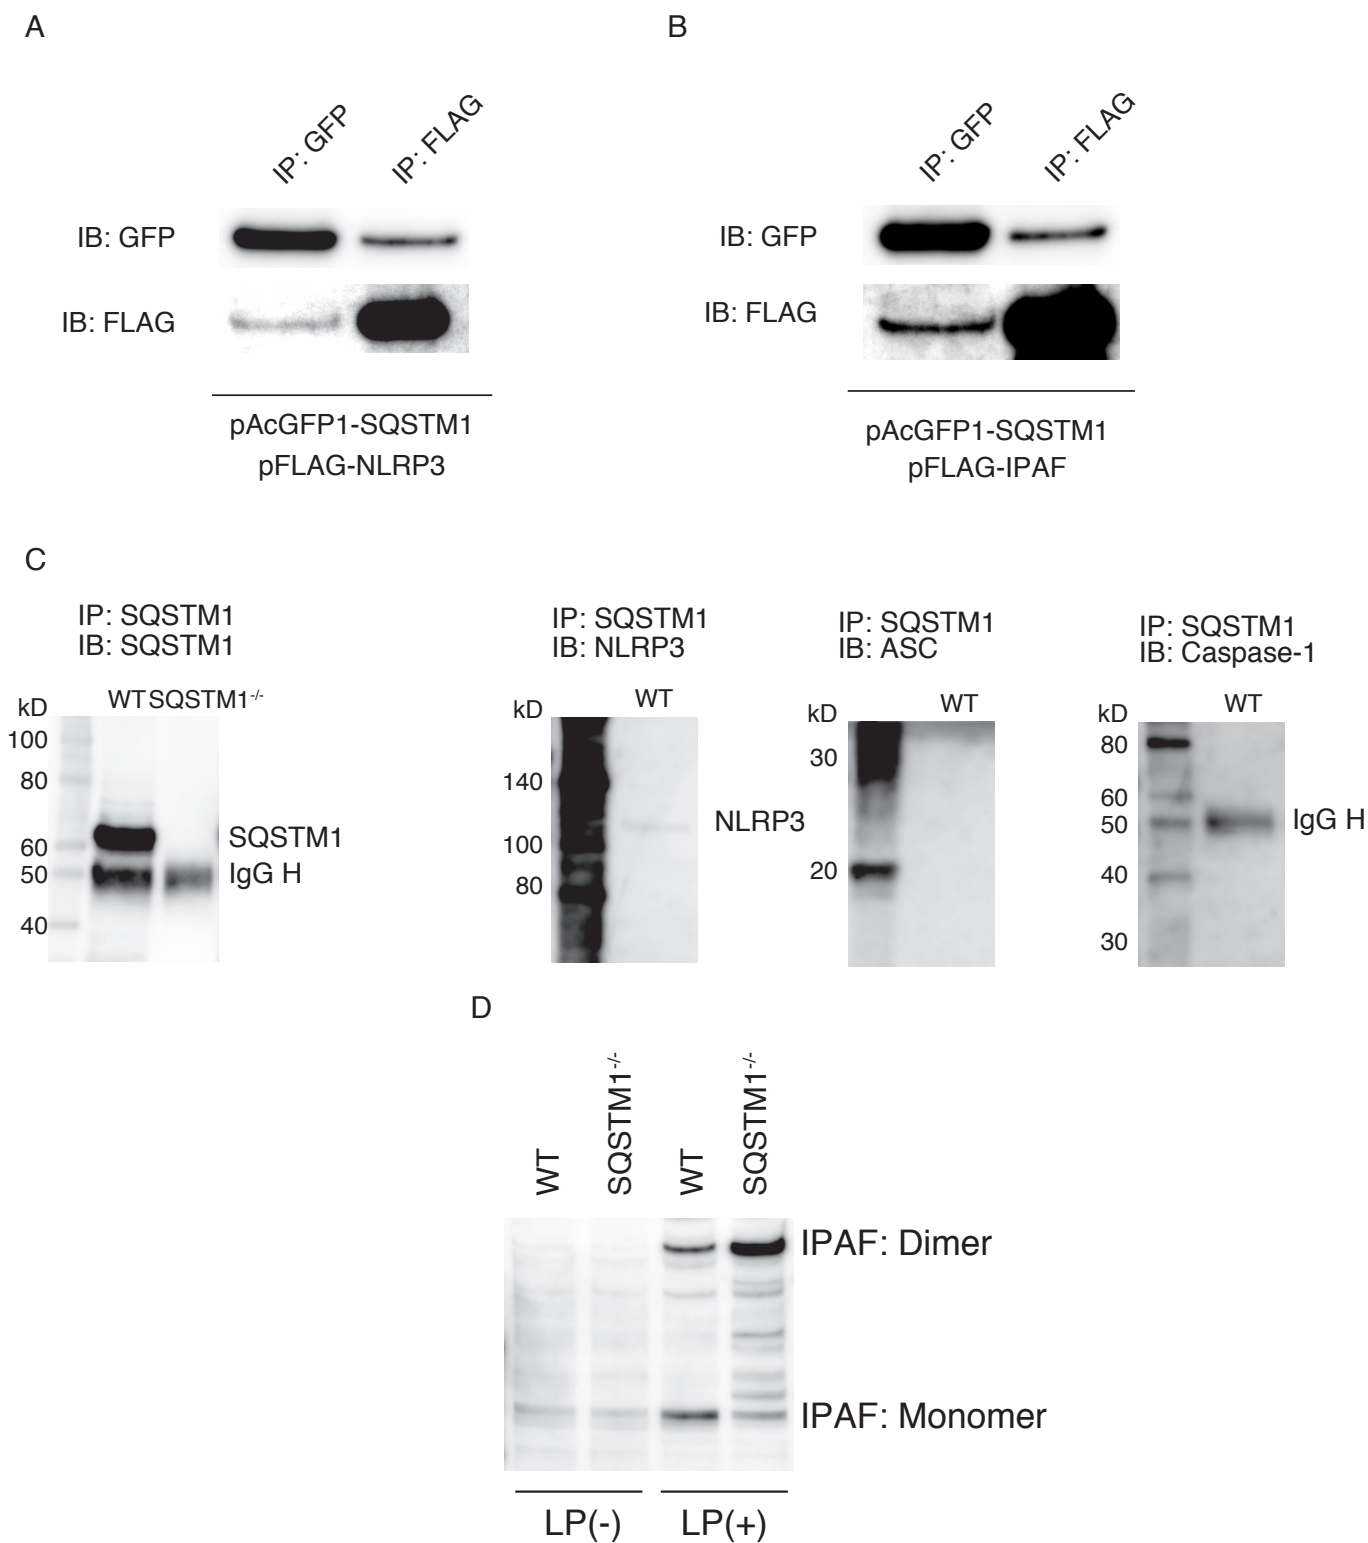 A
B
IP: GFP
IP: FLAG
IP: GFP
IP: FLAG
IB: GFP
IB: GFP
IB: FLAG
IB: FLAG
pAcGFP1-SQSTM1
pFLAG-NLRP3
pAcGFP1-SQSTM1
pFLAG-IPAF
C
IP: SQSTM1
IB: SQSTM1
WT SQSTM1-/-
kD
100
80
60
50
40
SQSTM1
IgG H
IP: SQSTM1
IB: NLRP3
WT
kD
140
100
80
NLRP3
IP: SQSTM1
IB: ASC
WT
kD
30
20
IP: SQSTM1
IB: Caspase-1
WT
kD
80
60
50
40
30
IgG H
D
WT
SQSTM1-/-
WT
SQSTM1-/-
IPAF: Dimer
IPAF: Monomer
LP(-)
LP(+)